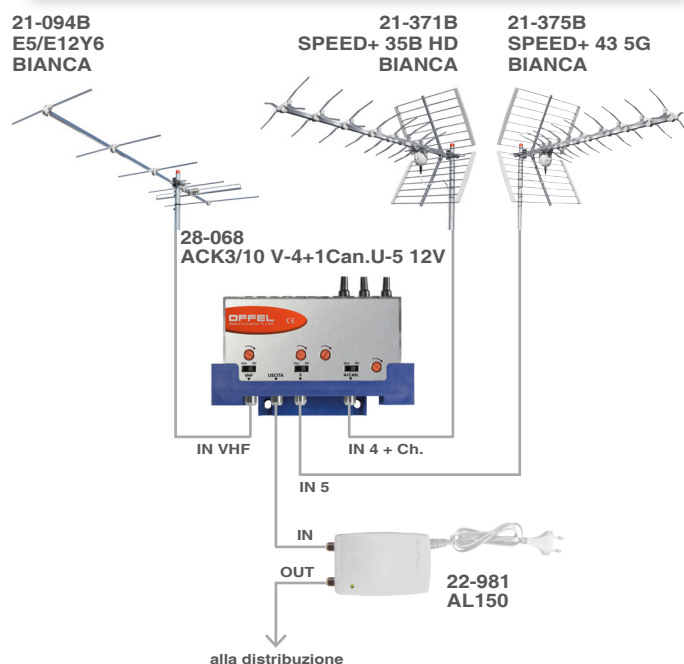 21-094B
E5/E12Y6
BIANCA
21-371B
SPEED+ 35B HD
BIANCA
21-375B
SPEED+ 43 5G
BIANCA
28-068
ACK3/10 V-4+1Can.U-5 12V
OFFEL
CE
VHF
USCITA
5
4+CAN.
IN VHF
IN 4 + Ch.
IN 5
IN
OUT
22-981
AL150
alla distribuzione